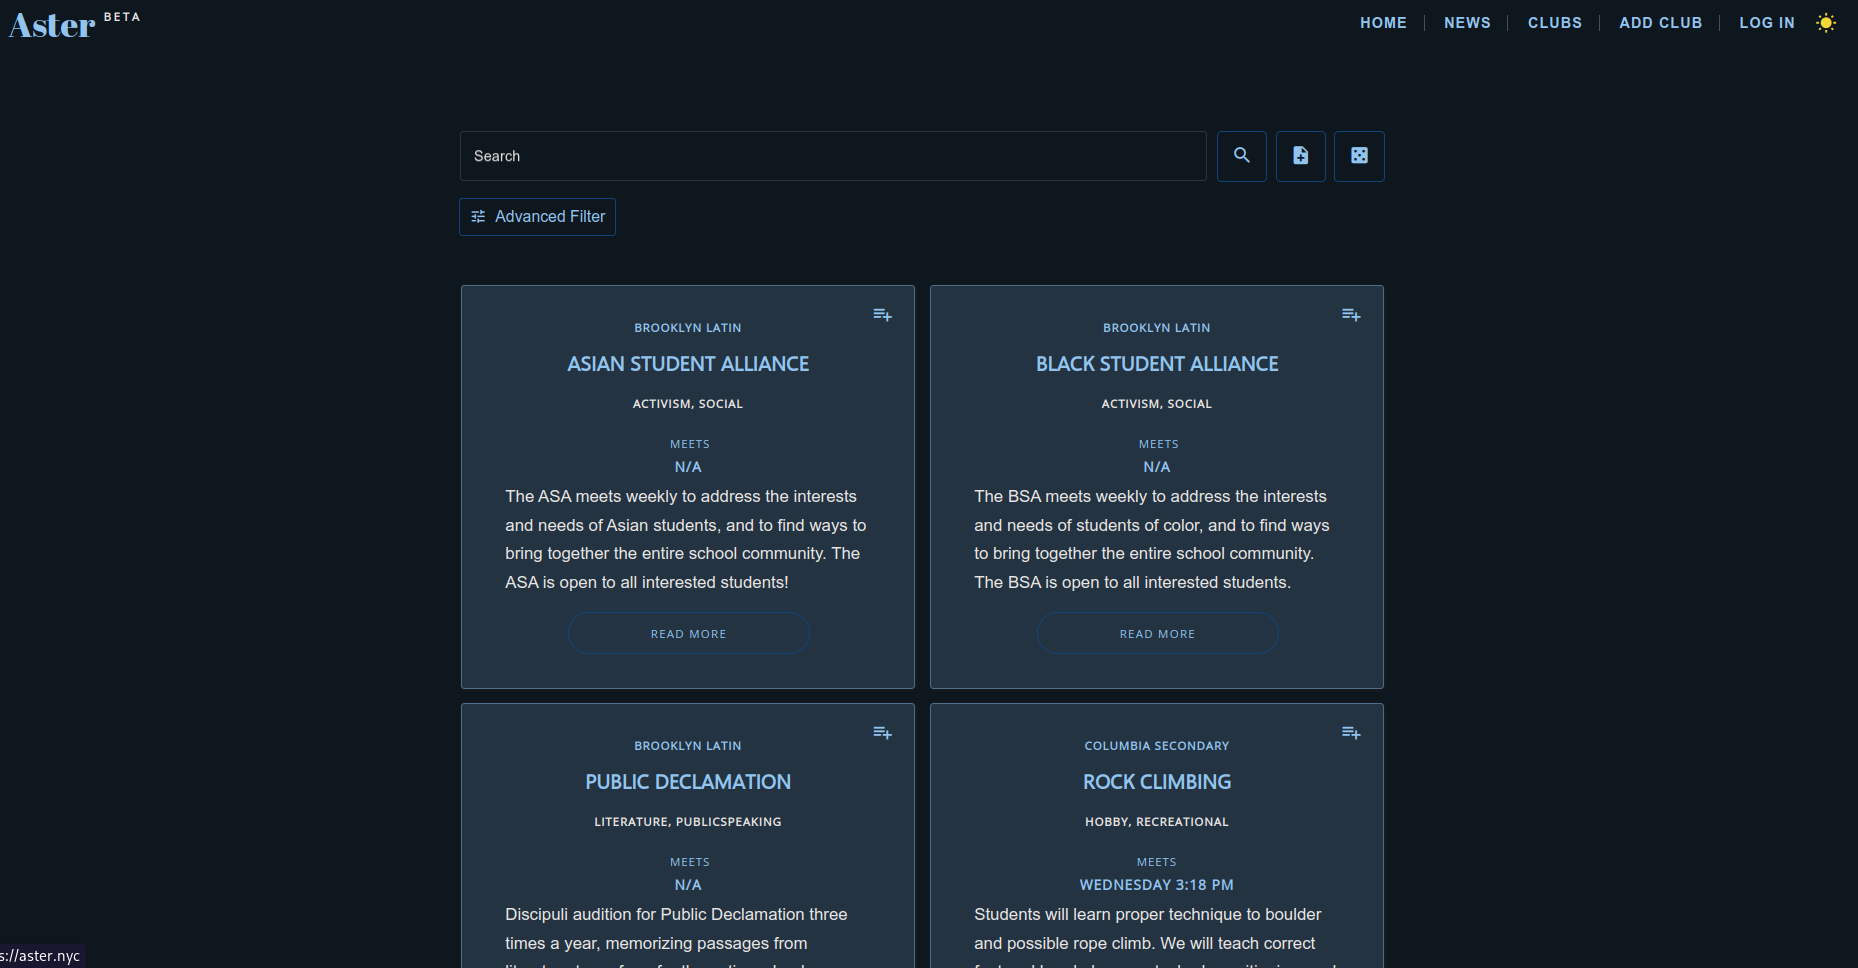 Aster BETA
HOME
NEWS
CLUBS
ADD CLUB
LOG IN
Search
Advanced Filter
BROOKLYN LATIN
ASIAN STUDENT ALLIANCE
ACTIVISM, SOCIAL
MEETS
N/A
The ASA meets weekly to address the interests
and needs of Asian students, and to find ways to
bring together the entire school community. The
ASA is open to all interested students!
READ MORE
BROOKLYN LATIN
BLACK STUDENT ALLIANCE
ACTIVISM, SOCIAL
MEETS
N/A
The BSA meets weekly to address the interests
and needs of students of color, and to find ways
to bring together the entire school community.
The BSA is open to all interested students.
READ MORE
BROOKLYN LATIN
PUBLIC DECLAMATION
LITERATURE, PUBLICSPEAKING
MEETS
N/A
Discipuli audition for Public Declamation three
times a year, memorizing passages from
COLUMBIA SECONDARY
ROCK CLIMBING
HOBBY, RECREATIONAL
MEETS
WEDNESDAY 3:18 PM
Students will learn proper technique to boulder
and possible rope climb. We will teach correct
s://aster.nyc